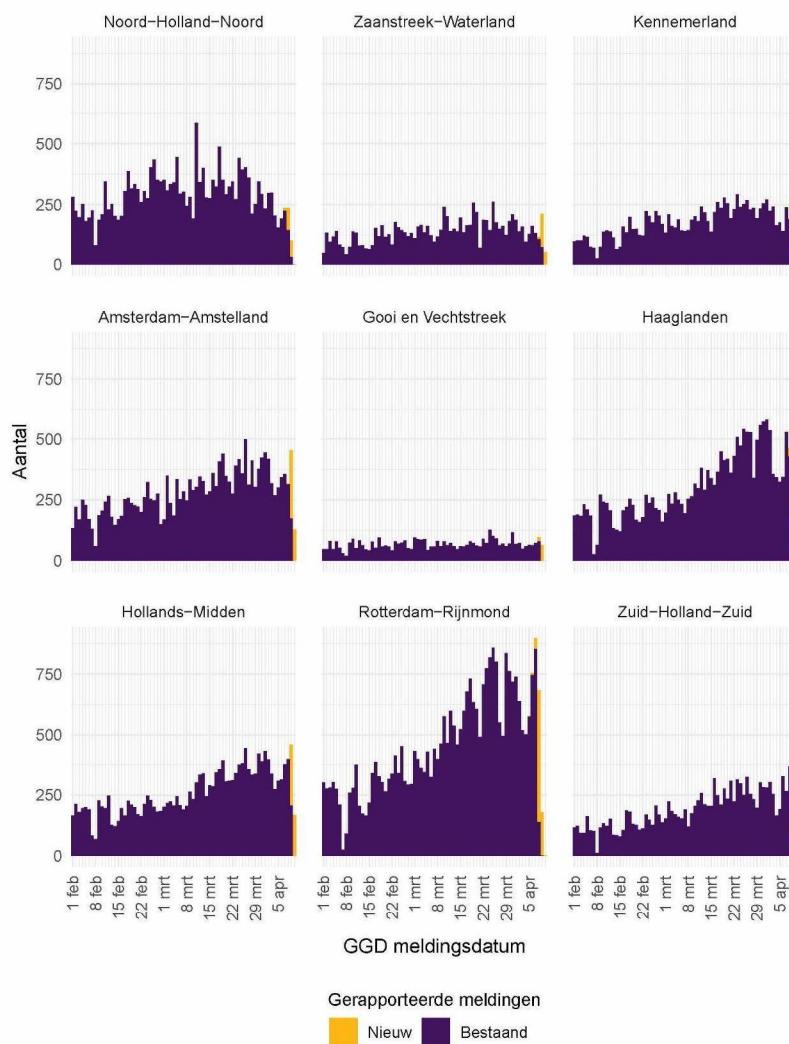 Noord-Holland-Noord
Zaanstreek-Waterland
Kennemerland
750
500
250
0
Amsterdam-Amstelland
Gooi en Vechtstreek
Haaglanden
750
500
250
0
Aantal
Hollands-Midden
Rotterdam-Rijnmond
Zuid-Holland-Zuid
750
500
250
0
1 feb
8 feb
15 feb
22 feb
1 mrt
8 mrt
15 mrt
22 mrt
29 mrt
5 apr
1 feb
8 feb
15 feb
22 feb
1 mrt
8 mrt
15 mrt
22 mrt
29 mrt
5 apr
1 feb
8 feb
15 feb
22 feb
1 mrt
8 mrt
15 mrt
22 mrt
29 mrt
5 apr
GGD meldingsdatum
Gerapporteerde meldingen
Nieuw
Bestaand